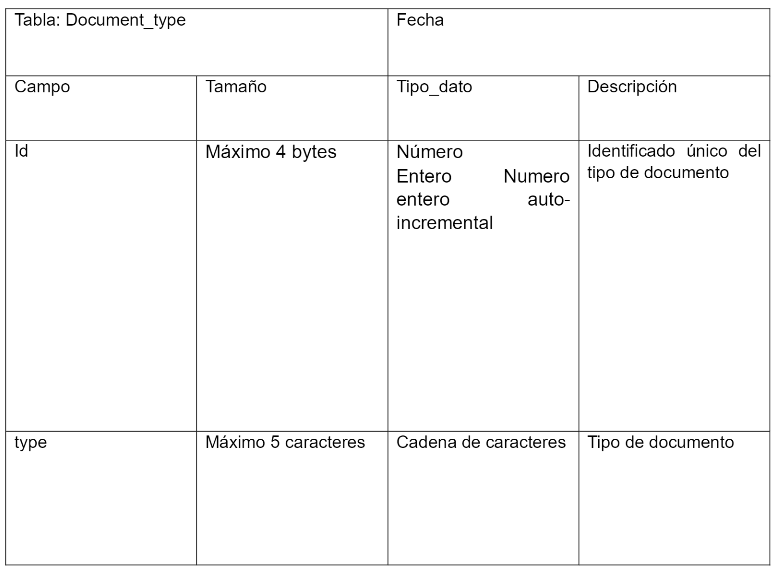 Tabla: Document_type Fecha
Campo Tamaño Tipo_dato Descripción
Id Máximo 4 bytes Número Identificado único del
Entero Numero tipo de documento
entero auto-
incremental
type Máximo 5 caracteres Cadena de caracteres Tipo de documento